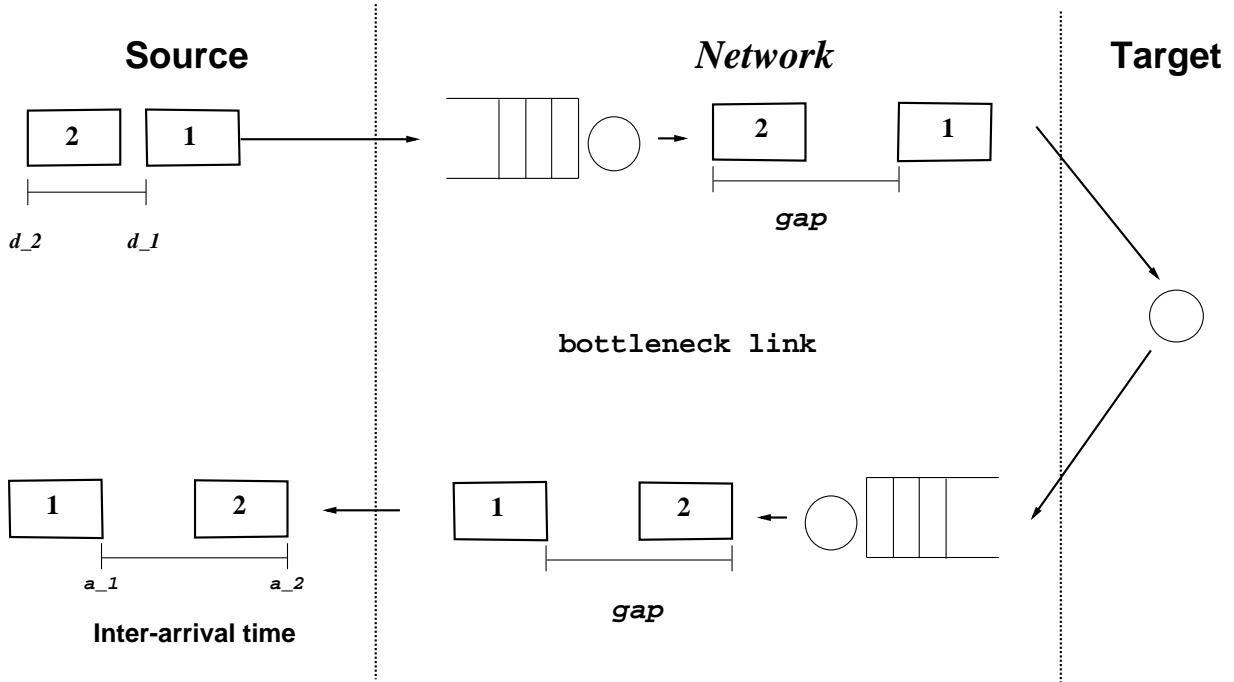 Source
Network
Target
2
1
2
1
gap
d_2
d_1
bottleneck link
1
2
1
2
a_1
a_2
gap
Inter-arrival time